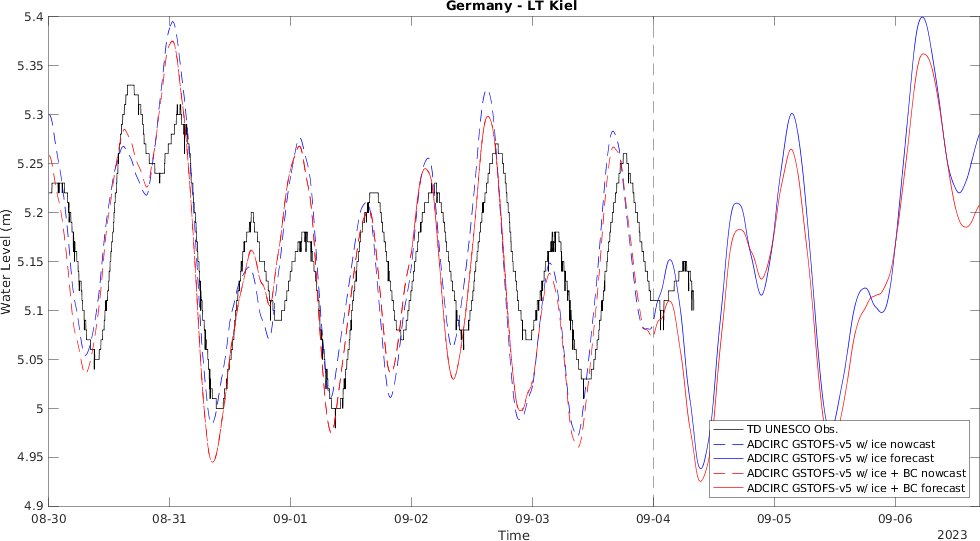 Germany - LT Kiel
5.4
5.35
5.3
5.25
5.2
5.15
5.1
5.05
5
4.95
4.9
Water Level (m)
TD UNESCO Obs.
ADCIRC GSTOFS-v5 w/ ice nowcast
ADCIRC GSTOFS-v5 w/ ice forecast
ADCIRC GSTOFS-v5 w/ ice + BC nowcast
ADCIRC GSTOFS-v5 w/ ice + BC forecast
08-30 08-31 09-01 09-02 09-03 09-04 09-05 09-06
Time
2023